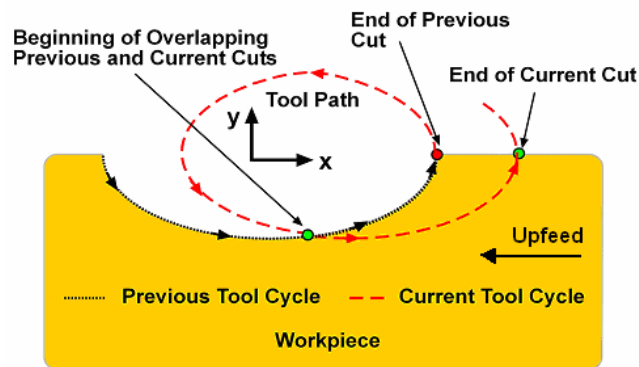 Beginning of Overlapping
Previous and Current Cuts
End of Previous
Cut
End of Current Cut
Tool Path
y
x
Upfeed
Previous Tool Cycle
Current Tool Cycle
Workpiece